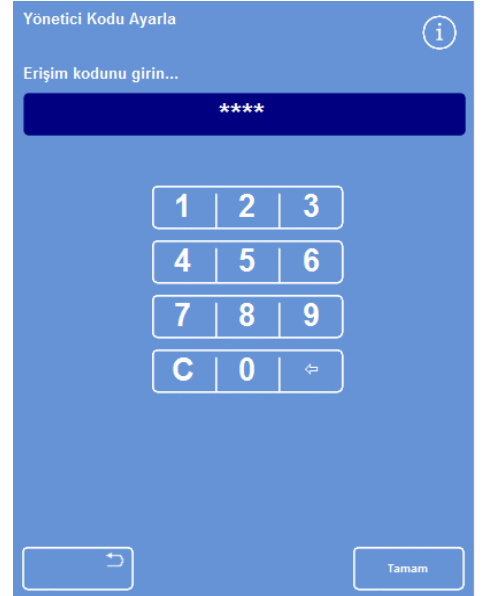 Yönetici Kodu Ayarla
i
Erişim kodunu girin...
****
1 | 2 | 3
4 | 5 | 6
7 | 8 | 9
C | 0 | ⇦
⮌
Tamam